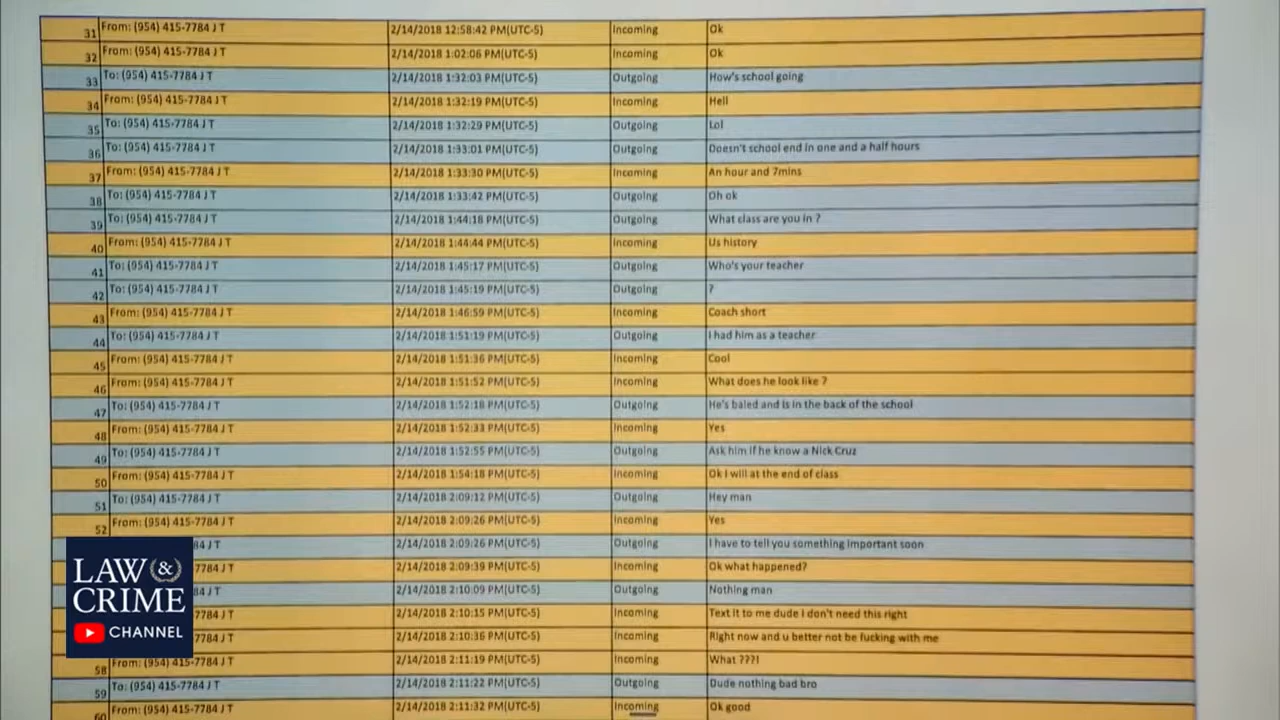 31 From: (954) 415-7784 J T 2/14/2018 12:58:42 PM(UTC-5) Incoming Ok
32 From: (954) 415-7784 J T 2/14/2018 1:02:06 PM(UTC-5) Incoming Ok
33 To: (954) 415-7784 J T 2/14/2018 1:32:03 PM(UTC-5) Outgoing How's school going
34 From: (954) 415-7784 J T 2/14/2018 1:32:19 PM(UTC-5) Incoming Hell
35 To: (954) 415-7784 J T 2/14/2018 1:32:29 PM(UTC-5) Outgoing Lol
36 To: (954) 415-7784 J T 2/14/2018 1:33:01 PM(UTC-5) Outgoing Doesn't school end in one and a half hours
37 From: (954) 415-7784 J T 2/14/2018 1:33:30 PM(UTC-5) Incoming An hour and 7mins
38 To: (954) 415-7784 J T 2/14/2018 1:33:42 PM(UTC-5) Outgoing Oh ok
39 To: (954) 415-7784 J T 2/14/2018 1:44:18 PM(UTC-5) Outgoing What class are you in ?
40 From: (954) 415-7784 J T 2/14/2018 1:44:44 PM(UTC-5) Incoming Us history
41 To: (954) 415-7784 J T 2/14/2018 1:45:17 PM(UTC-5) Outgoing Who's your teacher
42 To: (954) 415-7784 J T 2/14/2018 1:45:19 PM(UTC-5) Outgoing ?
43 From: (954) 415-7784 J T 2/14/2018 1:46:59 PM(UTC-5) Incoming Coach short
44 To: (954) 415-7784 J T 2/14/2018 1:51:19 PM(UTC-5) Outgoing I had him as a teacher
45 From: (954) 415-7784 J T 2/14/2018 1:51:36 PM(UTC-5) Incoming Cool
46 From: (954) 415-7784 J T 2/14/2018 1:51:52 PM(UTC-5) Incoming What does he look like ?
47 To: (954) 415-7784 J T 2/14/2018 1:52:18 PM(UTC-5) Outgoing He's baled and is in the back of the school
48 From: (954) 415-7784 J T 2/14/2018 1:52:33 PM(UTC-5) Incoming Yes
49 To: (954) 415-7784 J T 2/14/2018 1:52:55 PM(UTC-5) Outgoing Ask him if he know a Nick Cruz
50 From: (954) 415-7784 J T 2/14/2018 1:54:18 PM(UTC-5) Incoming Ok I will at the end of class
51 To: (954) 415-7784 J T 2/14/2018 2:09:12 PM(UTC-5) Outgoing Hey man
52 From: (954) 415-7784 J T 2/14/2018 2:09:26 PM(UTC-5) Incoming Yes
84 J T 2/14/2018 2:09:26 PM(UTC-5) Outgoing I have to tell you something important soon
7784 J T 2/14/2018 2:09:39 PM(UTC-5) Incoming Ok what happened?
84 J T 2/14/2018 2:10:09 PM(UTC-5) Outgoing Nothing man
7784 J T 2/14/2018 2:10:15 PM(UTC-5) Incoming Text it to me dude i don't need this right
7784 J T 2/14/2018 2:10:36 PM(UTC-5) Incoming Right now and u better not be fucking with me
58 From: (954) 415-7784 J T 2/14/2018 2:11:19 PM(UTC-5) Incoming What ???!
59 To: (954) 415-7784 J T 2/14/2018 2:11:22 PM(UTC-5) Outgoing Dude nothing bad bro
60 From: (954) 415-7784 J T 2/14/2018 2:11:32 PM(UTC-5) Incoming Ok good
LAW &
CRIME
CHANNEL